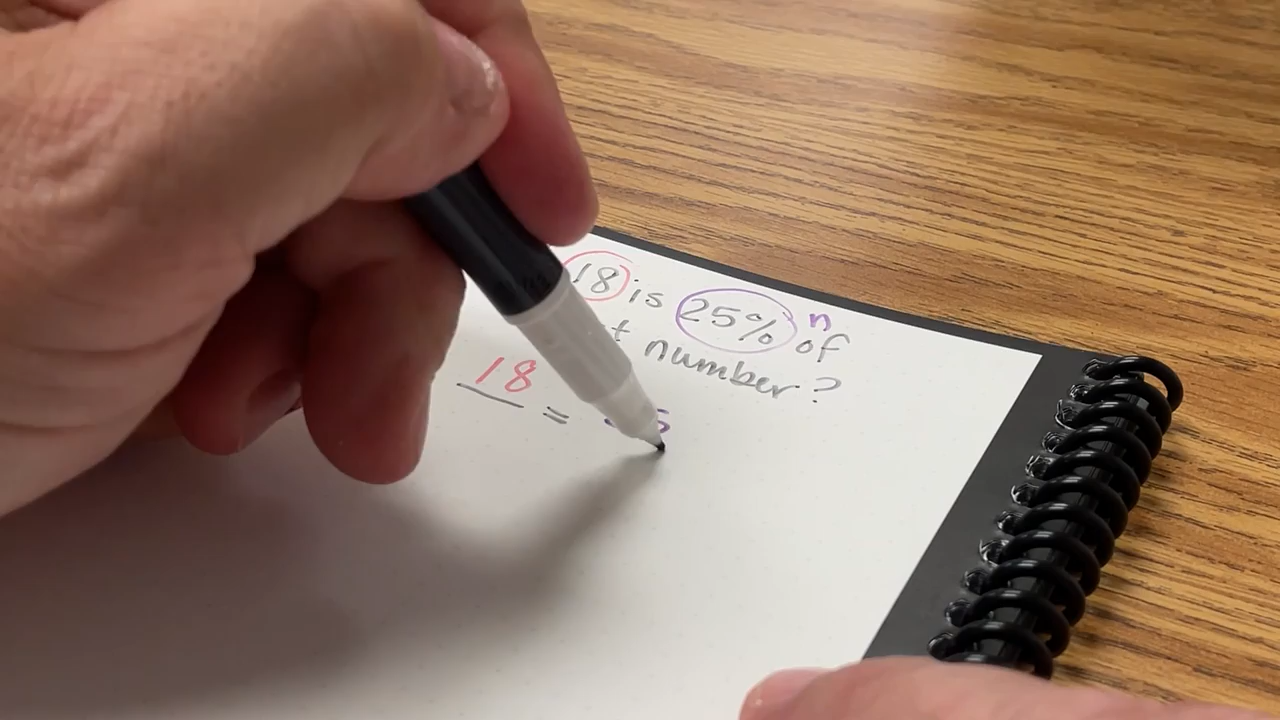 18 is 25% of
n
number?
18 =